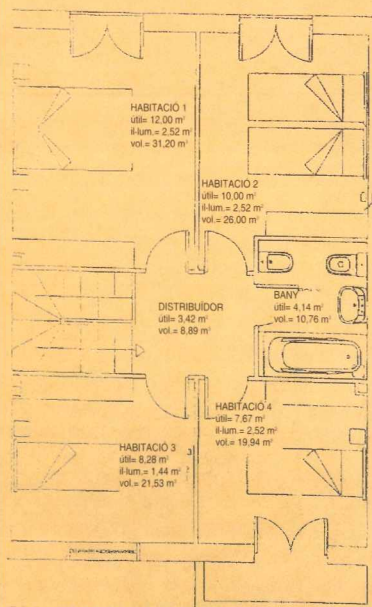 HABITACIÓ 1
útil= 12,00 m²
il·lum.= 2,52 m²
vol.= 31,20 m³
HABITACIÓ 2
útil= 10,00 m²
il·lum.= 2,52 m²
vol.= 26,00 m³
DISTRIBUÏDOR
útil= 3,42 m²
vol.= 8,89 m³
BANY
útil= 4,14 m²
vol.= 10,76 m³
HABITACIÓ 3
útil= 8,28 m²
il·lum.= 1,44 m²
vol.= 21,53 m³
HABITACIÓ 4
útil= 7,67 m²
il·lum.= 2,52 m²
vol.= 19,94 m³